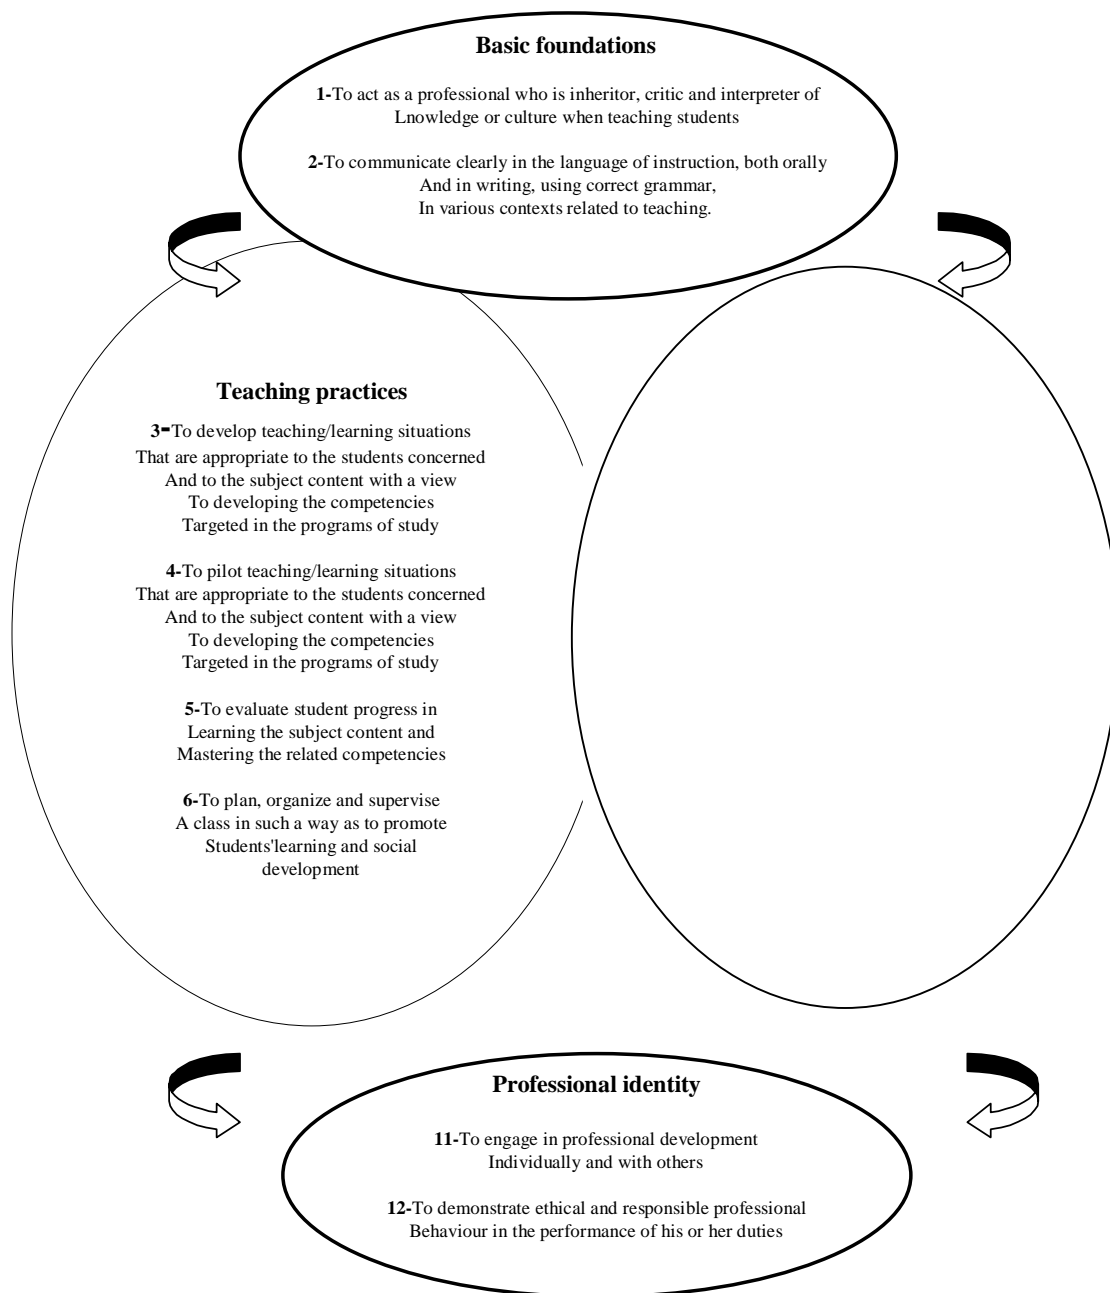 Basic foundations
1-To act as a professional who is inheritor, critic and interpreter of
Lnowledge or culture when teaching students
2-To communicate clearly in the language of instruction, both orally
And in writing, using correct grammar,
In various contexts related to teaching.
Teaching practices
3-To develop teaching/learning situations
That are appropriate to the students concerned
And to the subject content with a view
To developing the competencies
Targeted in the programs of study
4-To pilot teaching/learning situations
That are appropriate to the students concerned
And to the subject content with a view
To developing the competencies
Targeted in the programs of study
5-To evaluate student progress in
Learning the subject content and
Mastering the related competencies
6-To plan, organize and supervise
A class in such a way as to promote
Students'learning and social
development
Professional identity
11-To engage in professional development
Individually and with others
12-To demonstrate ethical and responsible professional
Behaviour in the performance of his or her duties